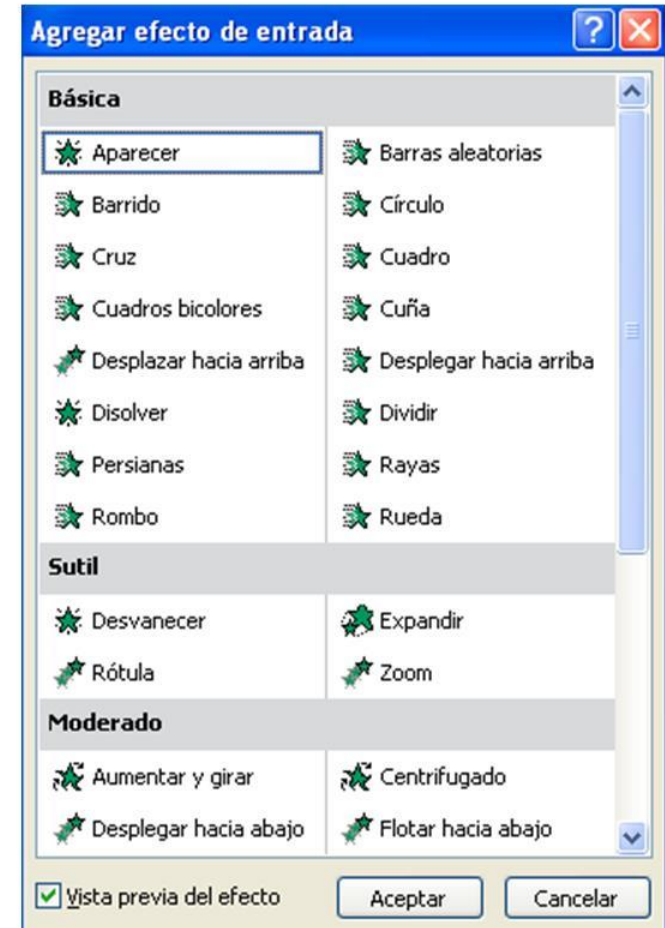 Agregar efecto de entrada
Básica
Aparecer Barras aleatorias
Barrido Círculo
Cruz Cuadro
Cuadros bicolores Cuña
Desplazar hacia arriba Desplegar hacia arriba
Disolver Dividir
Persianas Rayas
Rombo Rueda
Sutil
Desvanecer Expandir
Rótula Zoom
Moderado
Aumentar y girar Centrifugado
Desplegar hacia abajo Flotar hacia abajo
Vista previa del efecto Aceptar Cancelar